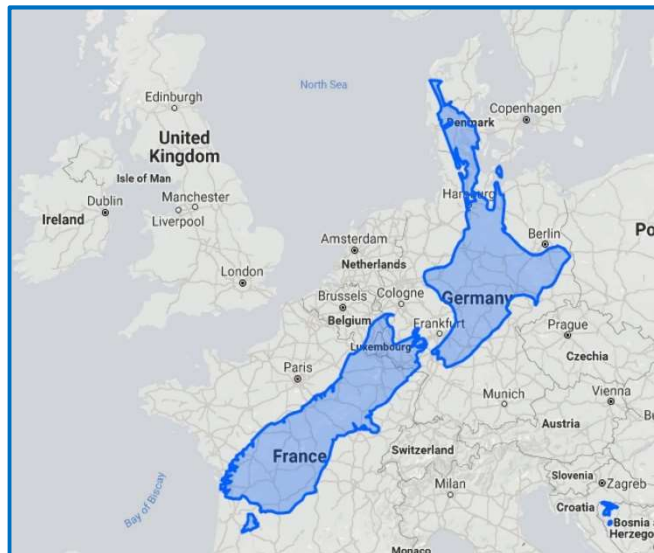 North Sea
Edinburgh
Copenhagen
Denmark
United
Kingdom
Isle of Man
Hamburg
Dublin
Manchester
Ireland
Liverpool
Berlin
Po
Amsterdam
Netherlands
London
Brussels
Cologne
Germany
Belgium
Frankfurt
Prague
Luxembourg
Czechia
Paris
Munich
Vienna
Austria
France
Switzerland
Slovenia
Zagreb
Milan
Bay of Biscay
Croatia
Bosnia a
Herzego
Monaco